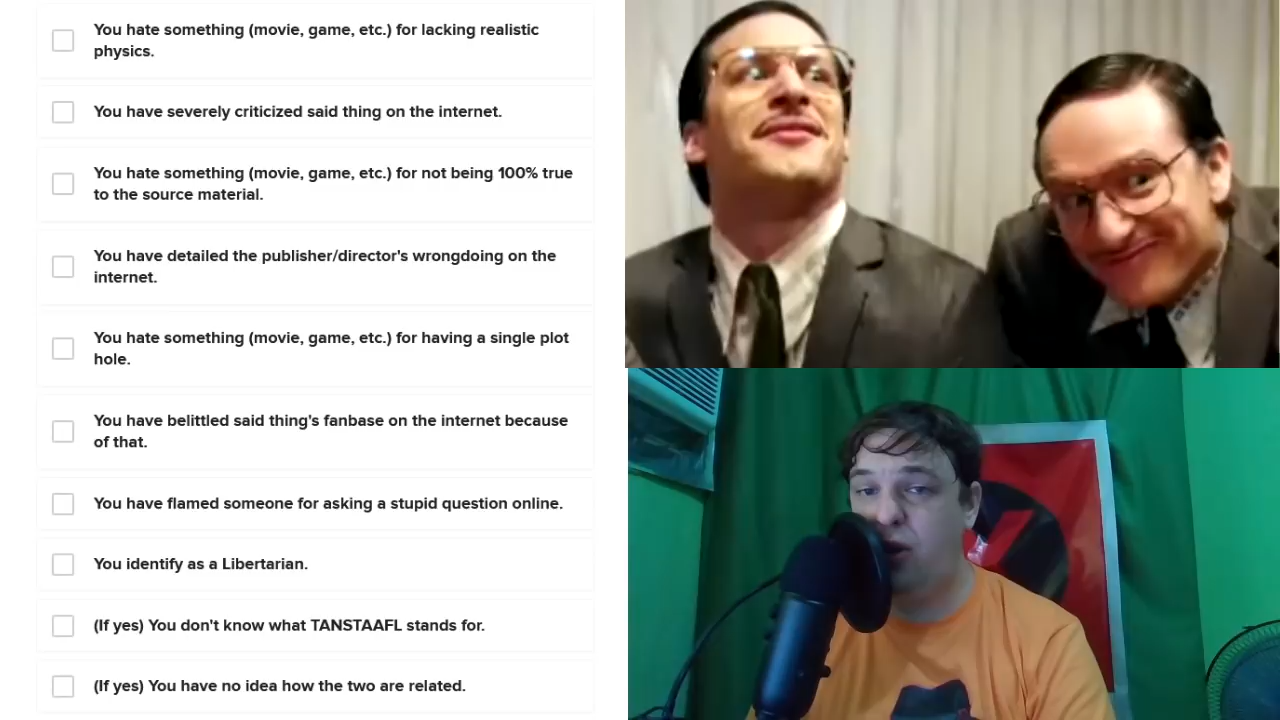 You hate something (movie, game, etc.) for lacking realistic
physics.
You have severely criticized said thing on the internet.
You hate something (movie, game, etc.) for not being 100% true
to the source material.
You have detailed the publisher/director's wrongdoing on the
internet.
You hate something (movie, game, etc.) for having a single plot
hole.
You have belittled said thing's fanbase on the internet because
of that.
You have flamed someone for asking a stupid question online.
You identify as a Libertarian.
(If yes) You don't know what TANSTAAFL stands for.
(If yes) You have no idea how the two are related.